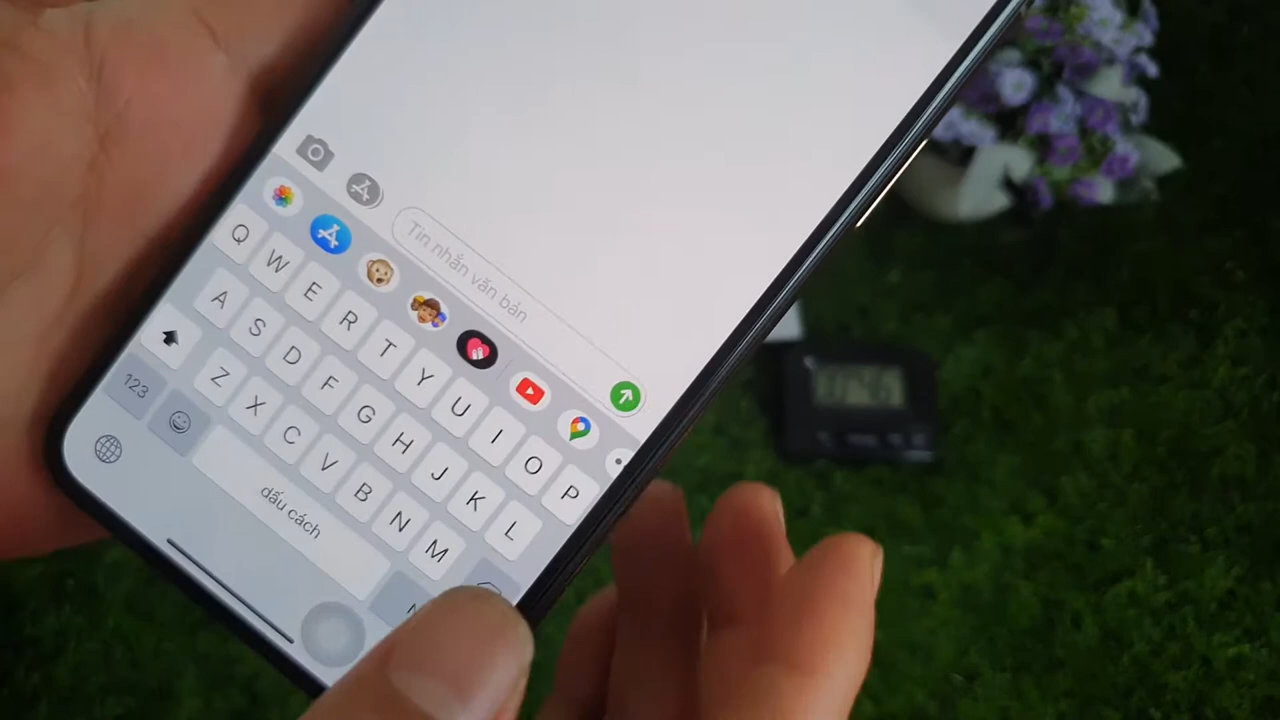 Tin nhắn văn bản
Q W E R T Y U I O P
A S D F G H J K L
Z X C V B N M
123
dấu cách